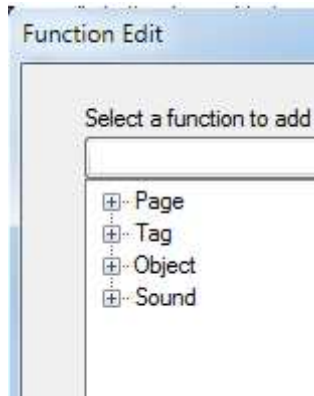 Function Edit
Select a function to add
Page
Tag
Object
Sound